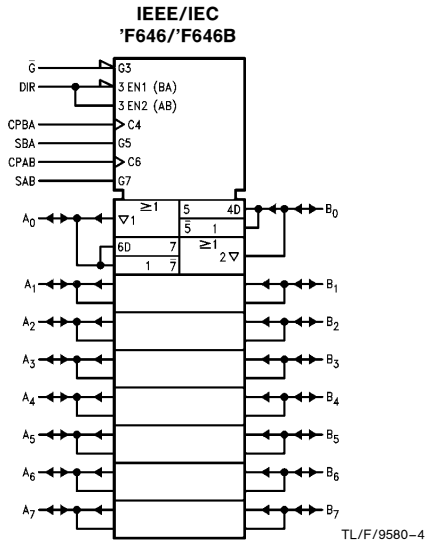 IEEE/IEC
'F646/'F646B
G̅ G3
DIR 3 EN1 (BA)
3 EN2 (AB)
CPBA C4
SBA G5
CPAB C6
SAB G7
A0 ≥1 5 4D B0
▽1 5̅ 1
6D 7 ≥1
1 7̅ 2▽
A1 B1
A2 B2
A3 B3
A4 B4
A5 B5
A6 B6
A7 B7
TL/F/9580–4